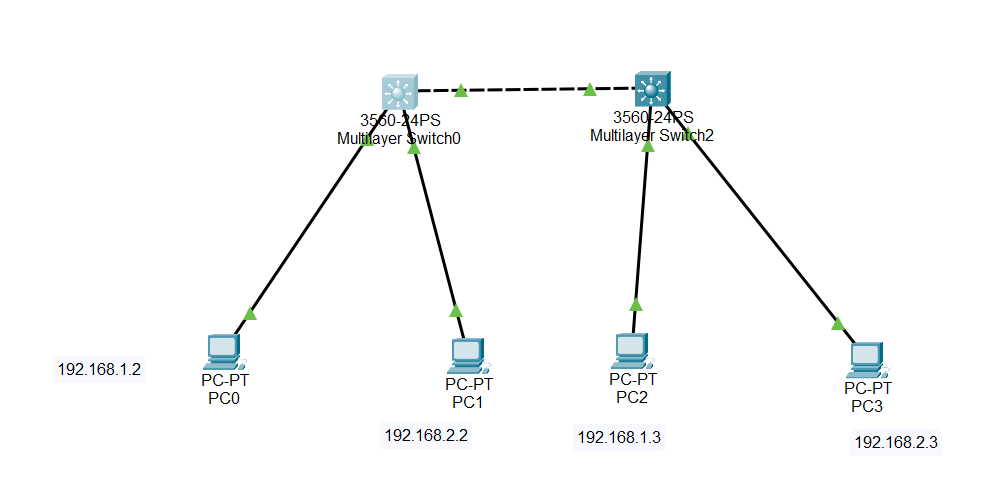 3560-24PS
Multilayer Switch0
3560-24PS
Multilayer Switch2
192.168.1.2
PC-PT
PC0
PC-PT
PC1
192.168.2.2
PC-PT
PC2
192.168.1.3
PC-PT
PC3
192.168.2.3